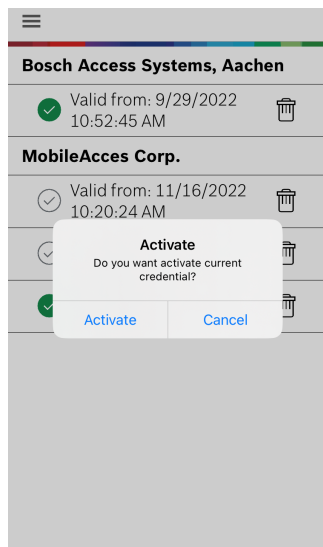 Bosch Access Systems, Aachen
Valid from: 9/29/2022
10:52:45 AM
MobileAcces Corp.
Valid from: 11/16/2022
10:20:24 AM
Activate
Do you want activate current
credential?
Activate
Cancel